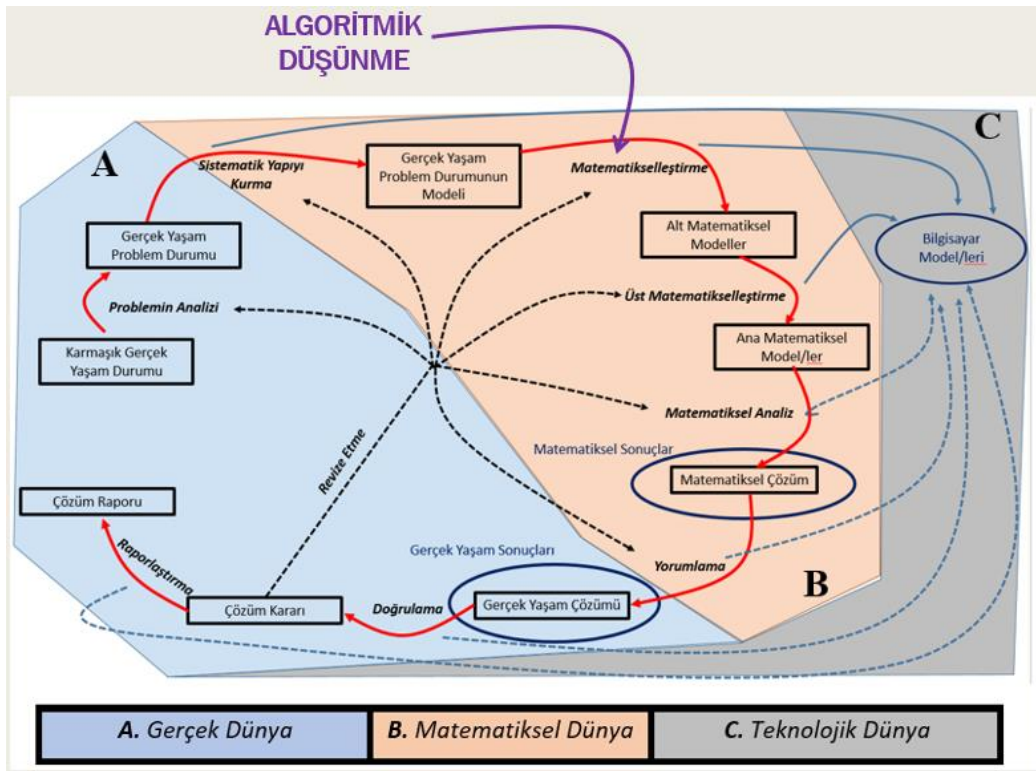 ALGORİTMİK
DÜŞÜNME
A
C
Sistematik Yapıyı
Kurma
Gerçek Yaşam
Problem Durumunun
Modeli
Matematikselleştirme
Gerçek Yaşam
Problem Durumu
Alt Matematiksel
Modeller
Bilgisayar
Model/leri
Problemin Analizi
Üst Matematikselleştirme
Karmaşık Gerçek
Yaşam Durumu
Ana Matematiksel
Model/ler
Matematiksel Analiz
Revize Etme
Matematiksel Sonuçlar
Matematiksel Çözüm
Çözüm Raporu
Raporlaştırma
Gerçek Yaşam Sonuçları
Yorumlama
B
Çözüm Kararı
Doğrulama
Gerçek Yaşam Çözümü
A. Gerçek Dünya
B. Matematiksel Dünya
C. Teknolojik Dünya